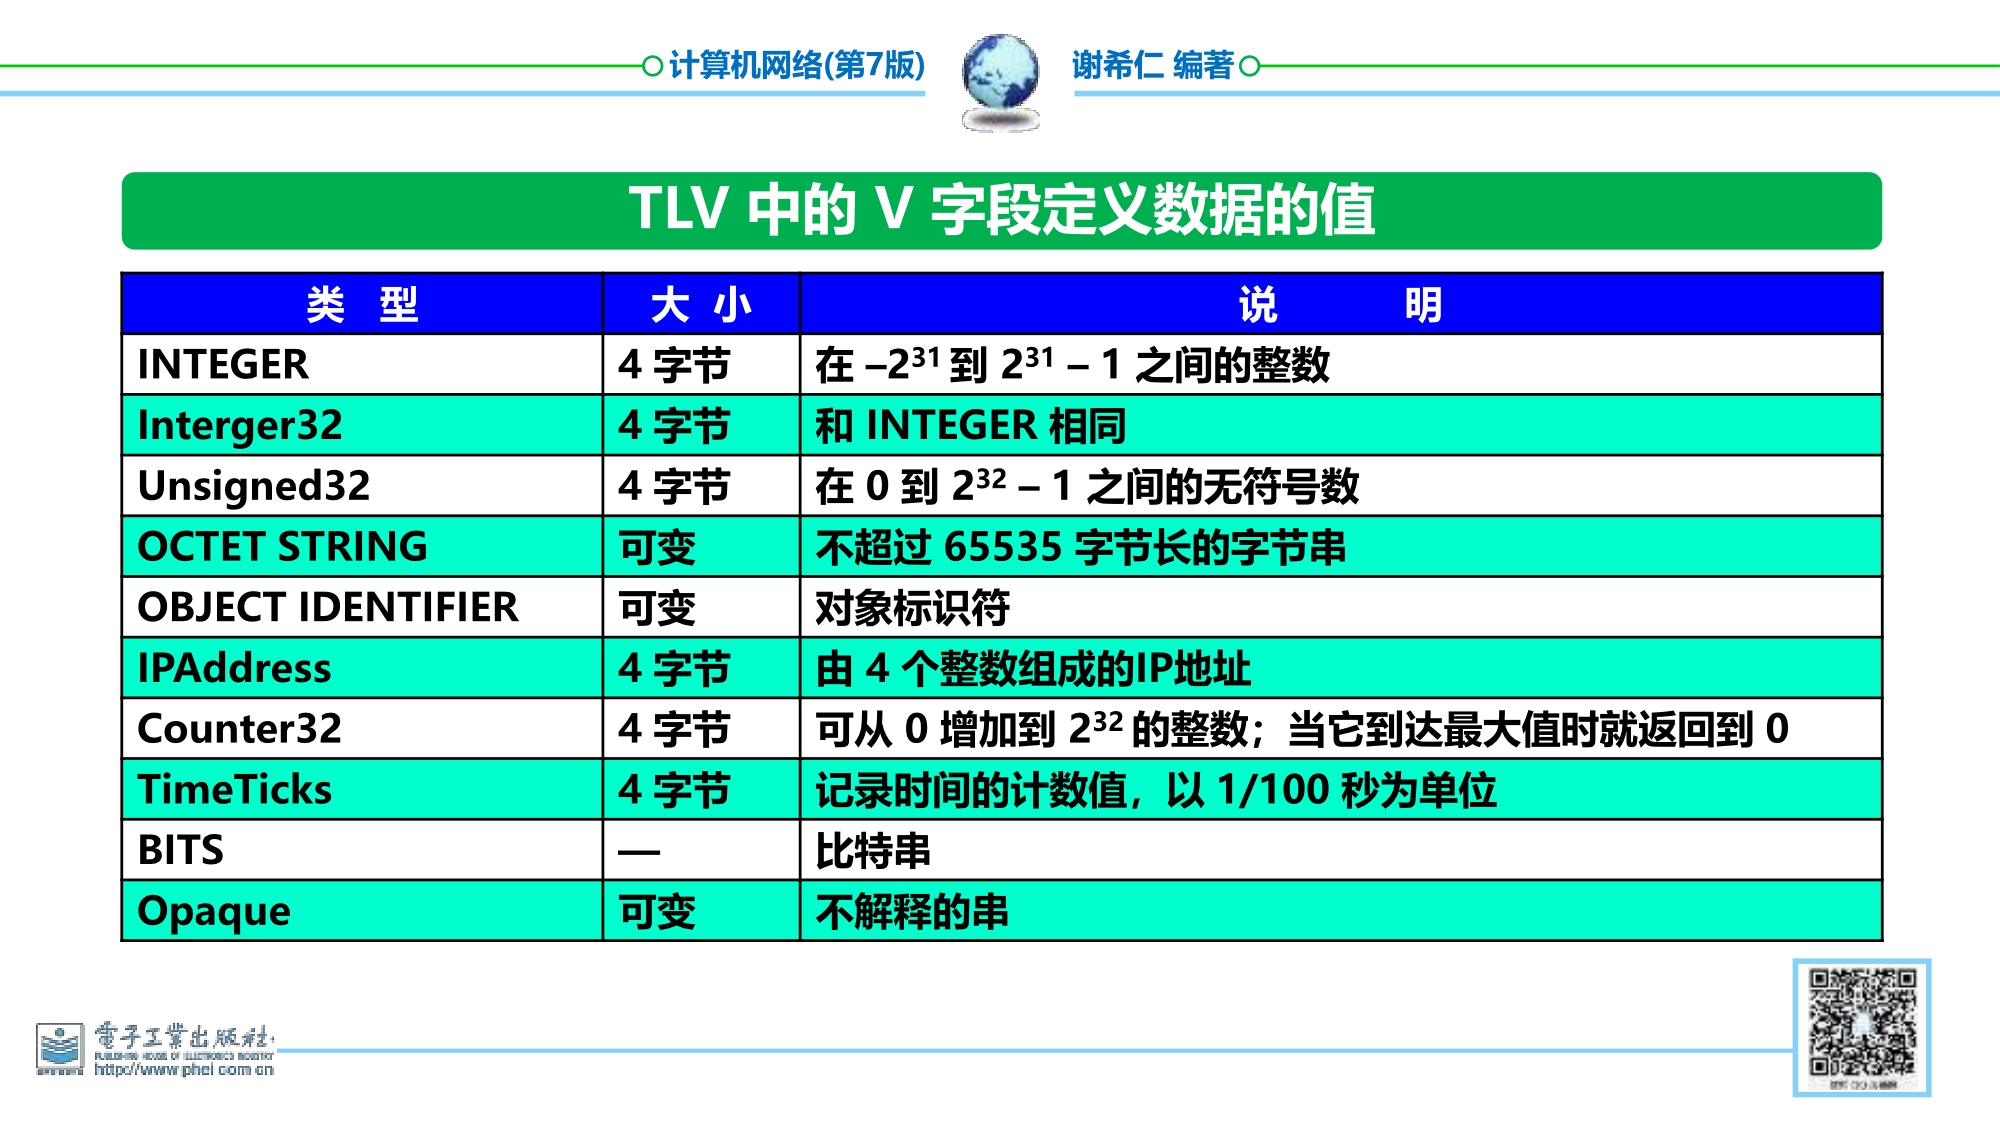 计算机网络(第7版) 谢希仁 编著
TLV 中的 V 字段定义数据的值
类 型 大 小 说 明
INTEGER 4 字节 在 –2³¹ 到 2³¹ – 1 之间的整数
Interger32 4 字节 和 INTEGER 相同
Unsigned32 4 字节 在 0 到 2³² – 1 之间的无符号数
OCTET STRING 可变 不超过 65535 字节长的字节串
OBJECT IDENTIFIER 可变 对象标识符
IPAddress 4 字节 由 4 个整数组成的IP地址
Counter32 4 字节 可从 0 增加到 2³² 的整数；当它到达最大值时就返回到 0
TimeTicks 4 字节 记录时间的计数值，以 1/100 秒为单位
BITS — 比特串
Opaque 可变 不解释的串
電子工業出版社
PUBLISHING HOUSE OF ELECTRONICS INDUSTRY
http://www.phei.com.cn